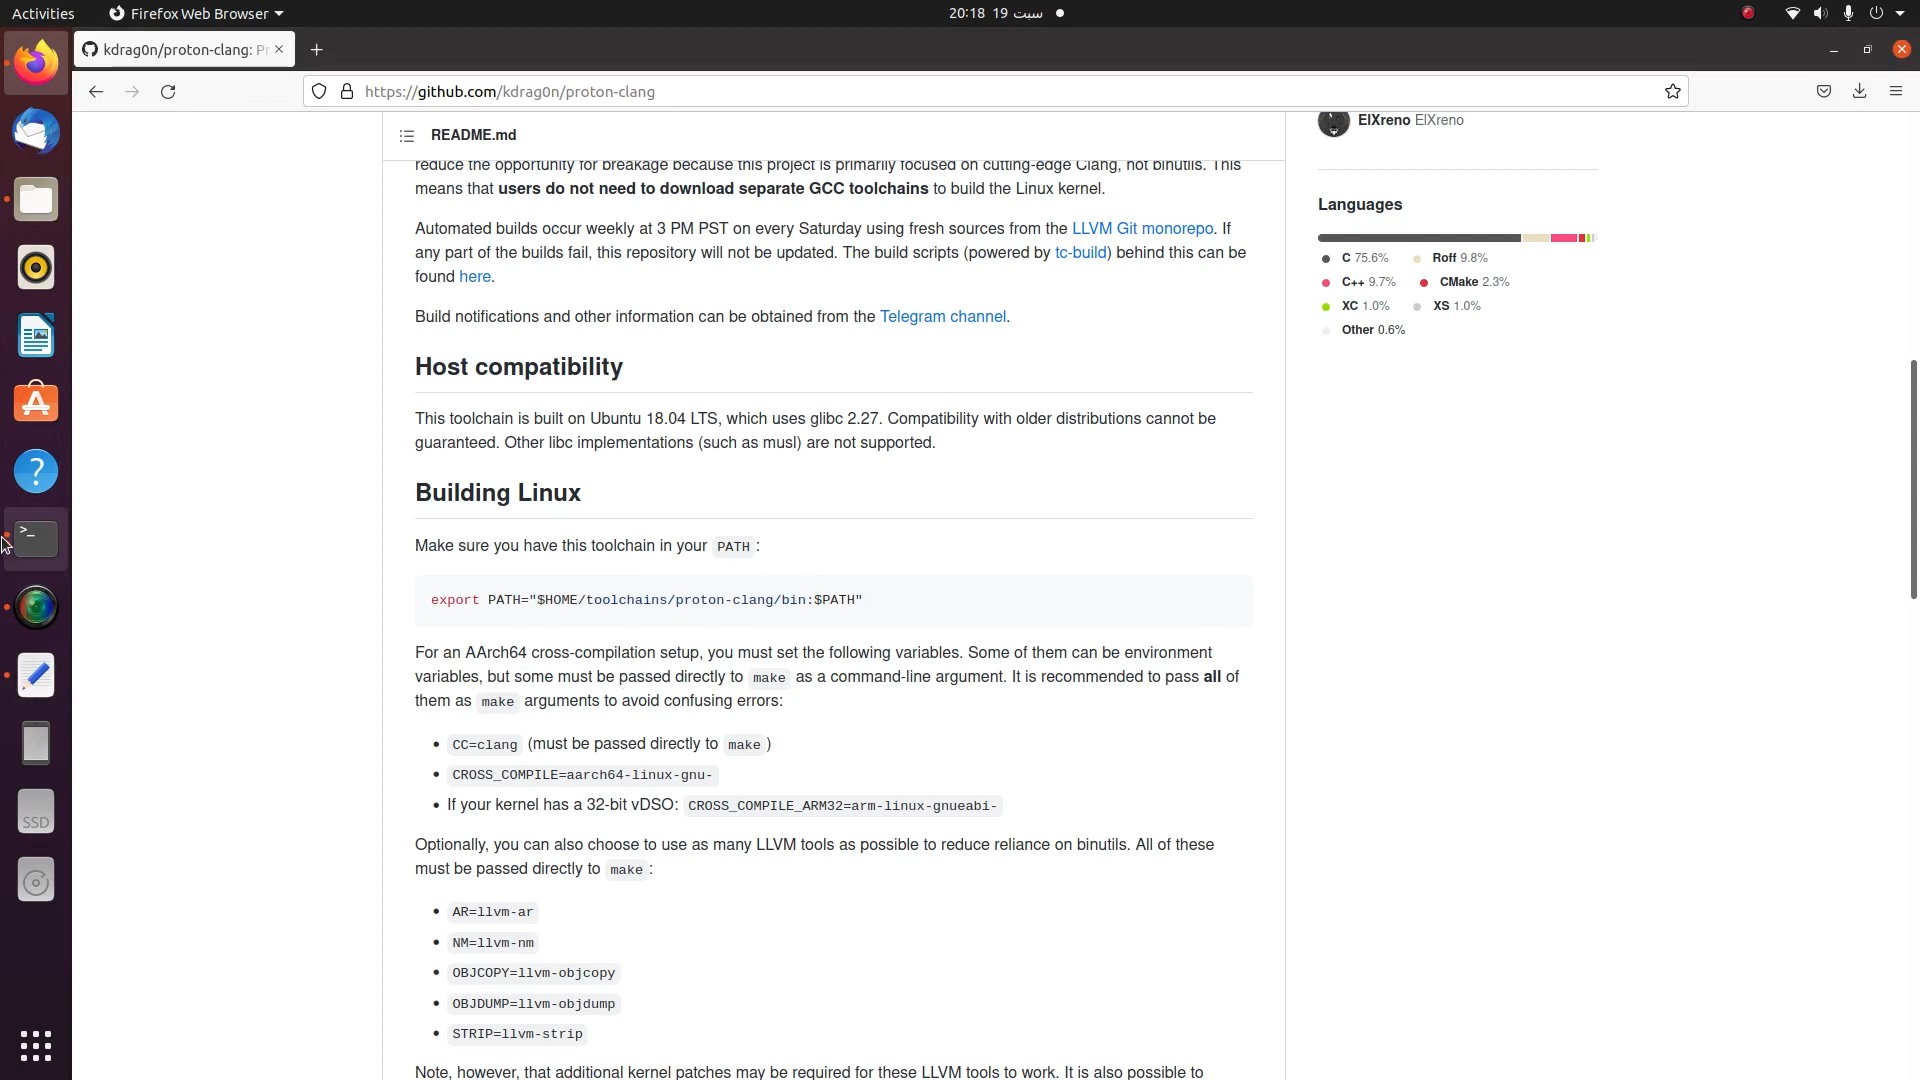 Activities
Firefox Web Browser
20:18 19 سبت
kdrag0n/proton-clang: Pr
https://github.com/kdrag0n/proton-clang
README.md
reduce the opportunity for breakage because this project is primarily focused on cutting-edge Clang, not binutils. This
means that users do not need to download separate GCC toolchains to build the Linux kernel.
Automated builds occur weekly at 3 PM PST on every Saturday using fresh sources from the LLVM Git monorepo. If
any part of the builds fail, this repository will not be updated. The build scripts (powered by tc-build) behind this can be
found here.
Build notifications and other information can be obtained from the Telegram channel.
Host compatibility
This toolchain is built on Ubuntu 18.04 LTS, which uses glibc 2.27. Compatibility with older distributions cannot be
guaranteed. Other libc implementations (such as musl) are not supported.
Building Linux
Make sure you have this toolchain in your PATH:
export PATH="$HOME/toolchains/proton-clang/bin:$PATH"
For an AArch64 cross-compilation setup, you must set the following variables. Some of them can be environment
variables, but some must be passed directly to make as a command-line argument. It is recommended to pass all of
them as make arguments to avoid confusing errors:
• CC=clang (must be passed directly to make)
• CROSS_COMPILE=aarch64-linux-gnu-
• If your kernel has a 32-bit vDSO: CROSS_COMPILE_ARM32=arm-linux-gnueabi-
Optionally, you can also choose to use as many LLVM tools as possible to reduce reliance on binutils. All of these
must be passed directly to make:
• AR=llvm-ar
• NM=llvm-nm
• OBJCOPY=llvm-objcopy
• OBJDUMP=llvm-objdump
• STRIP=llvm-strip
Note, however, that additional kernel patches may be required for these LLVM tools to work. It is also possible to
ElXreno ElXreno
Languages
C 75.6%
Roff 9.8%
C++ 9.7%
CMake 2.3%
XC 1.0%
XS 1.0%
Other 0.6%
SSD